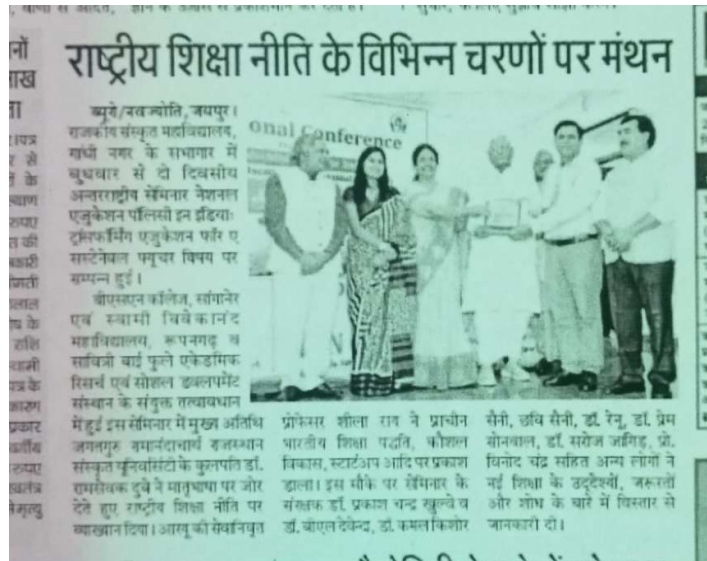 राष्ट्रीय शिक्षा नीति के विभिन्न चरणों पर मंथन
ब्यूरो/नवज्योति, जयपुर।
राजकीय संस्कृत महाविद्यालय,
गांधी नगर के सभागार में
बुधवार से दो दिवसीय
अन्तरराष्ट्रीय सेमिनार नेशनल
एजुकेशन पॉलिसी इन इंडियाः
ट्रांसफॉर्मिंग एजुकेशन फॉर ए
सस्टेनेबल फ्यूचर विषय पर
सम्पन्न हुई।
बीएसएन कॉलेज, सांगानेर
एवं स्वामी विवेकानंद
महाविद्यालय, रूपनगढ़ व
सावित्री बाई फूले एकेडमिक
रिसर्च एवं सोशल डवलपमेंट
संस्थान के संयुक्त तत्वावधान
में हुई इस सेमिनार में मुख्य अतिथि
जगतगुरु रामानंदाचार्य राजस्थान
संस्कृत यूनिवर्सिटी के कुलपति डॉ.
रामसेवक दुबे ने मातृभाषा पर जोर
देते हुए राष्ट्रीय शिक्षा नीति पर
व्याख्यान दिया। आरयू की सेवानिवृत
प्रोफेसर शीला राय ने प्राचीन
भारतीय शिक्षा पद्धति, कौशल
विकास, स्टार्टअप आदि पर प्रकाश
डाला। इस मौके पर सेमिनार के
संरक्षक डॉ. प्रकाश चन्द्र खुल्वे व
डॉ. बीएल देवेन्द्र, डॉ. कमल किशोर
सैनी, छवि सैनी, डॉ. रेनू, डॉ. प्रेम
सोनवाल, डॉ. सरोज जांगिड़, प्रो.
विनोद चंद्र सहित अन्य लोगों ने
नई शिक्षा के उद्देश्यों, जरूरतों
और शोध के बारे में विस्तार से
जानकारी दी।
onal Conference